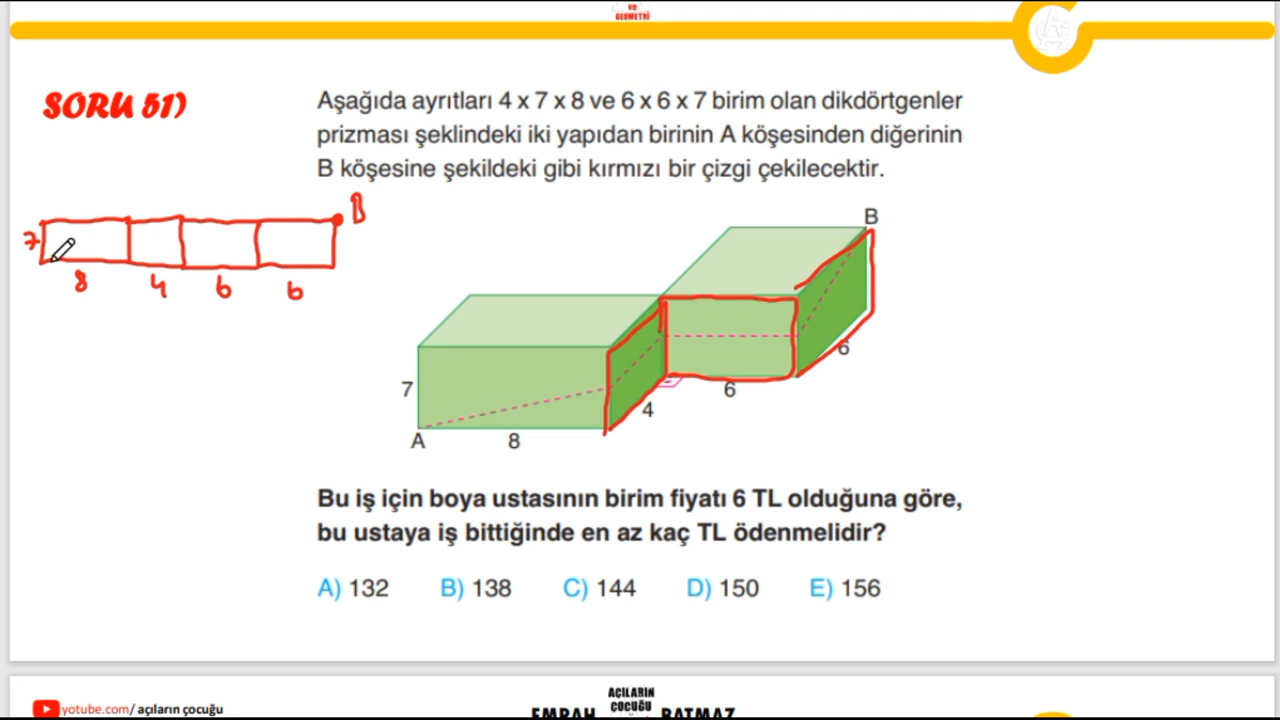 ve
GEOMETRİ
SORU 51)
Aşağıda ayrıtları 4 x 7 x 8 ve 6 x 6 x 7 birim olan dikdörtgenler
prizması şeklindeki iki yapıdan birinin A köşesinden diğerinin
B köşesine şekildeki gibi kırmızı bir çizgi çekilecektir.
B
7
8 4 6 6
B
7
A
8
4
6
6
Bu iş için boya ustasının birim fiyatı 6 TL olduğuna göre,
bu ustaya iş bittiğinde en az kaç TL ödenmelidir?
A) 132 B) 138 C) 144 D) 150 E) 156
yotube.com/ açıların çocuğu
AÇILARIN
ÇOCUĞU
EMRAH BATMAZ